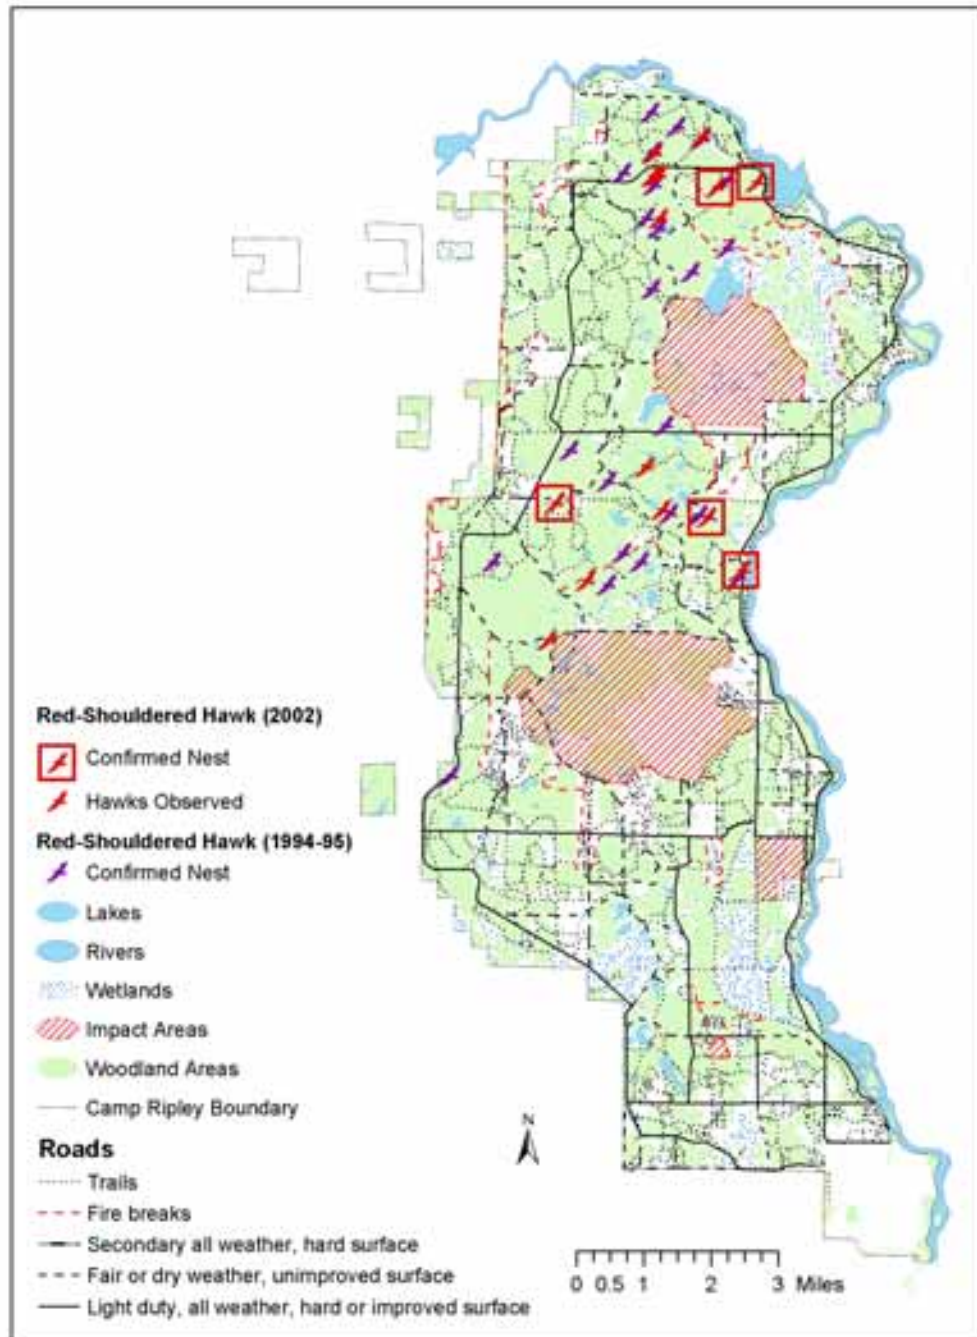 Red-Shouldered Hawk (2002)
Confirmed Nest
Hawks Observed
Red-Shouldered Hawk (1994-95)
Confirmed Nest
Lakes
Rivers
Wetlands
Impact Areas
Woodland Areas
Camp Ripley Boundary
Roads
Trails
Fire breaks
Secondary all weather, hard surface
Fair or dry weather, unimproved surface
Light duty, all weather, hard or improved surface
N
0 0.5 1 2 3 Miles